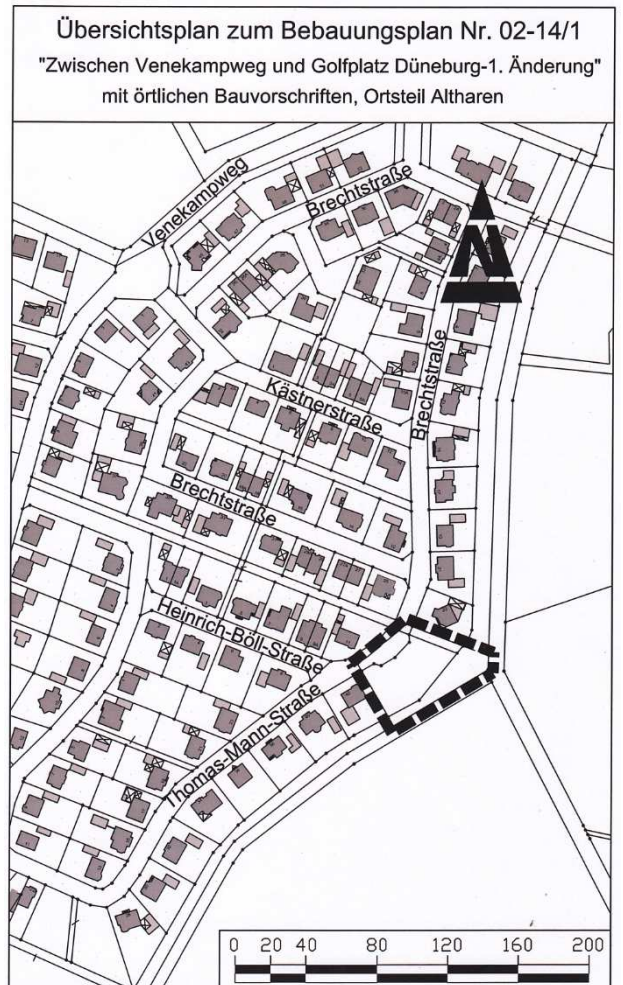 Übersichtsplan zum Bebauungsplan Nr. 02-14/1
"Zwischen Venekampweg und Golfplatz Düneburg-1. Änderung"
mit örtlichen Bauvorschriften, Ortsteil Altharen
Venekampweg
Brechtstraße
N
Brechtstraße
Kästnerstraße
Brechtstraße
Heinrich-Böll-Straße
Thomas-Mann-Straße
0 20 40 80 120 160 200